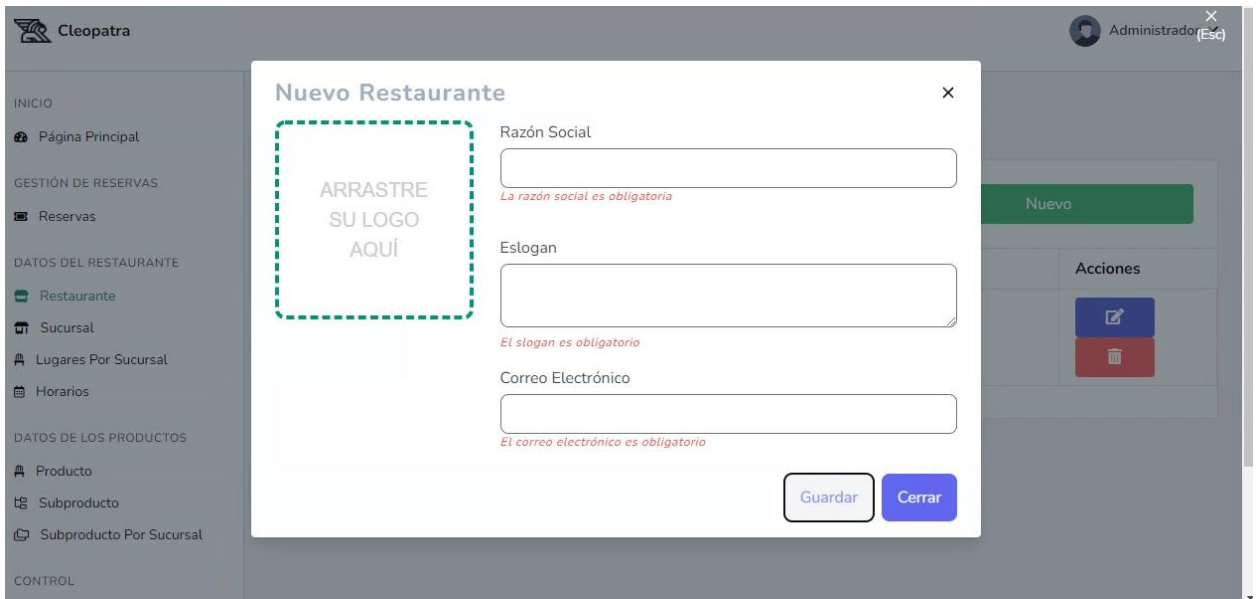 Cleopatra
Administrador
(Esc)
INICIO
Página Principal
GESTIÓN DE RESERVAS
Reservas
DATOS DEL RESTAURANTE
Restaurante
Sucursal
Lugares Por Sucursal
Horarios
DATOS DE LOS PRODUCTOS
Producto
Subproducto
Subproducto Por Sucursal
CONTROL
Nuevo Restaurante
ARRASTRE
SU LOGO
AQUÍ
Razón Social
La razón social es obligatoria
Eslogan
El slogan es obligatorio
Correo Electrónico
El correo electrónico es obligatorio
Guardar
Cerrar
Nuevo
Acciones